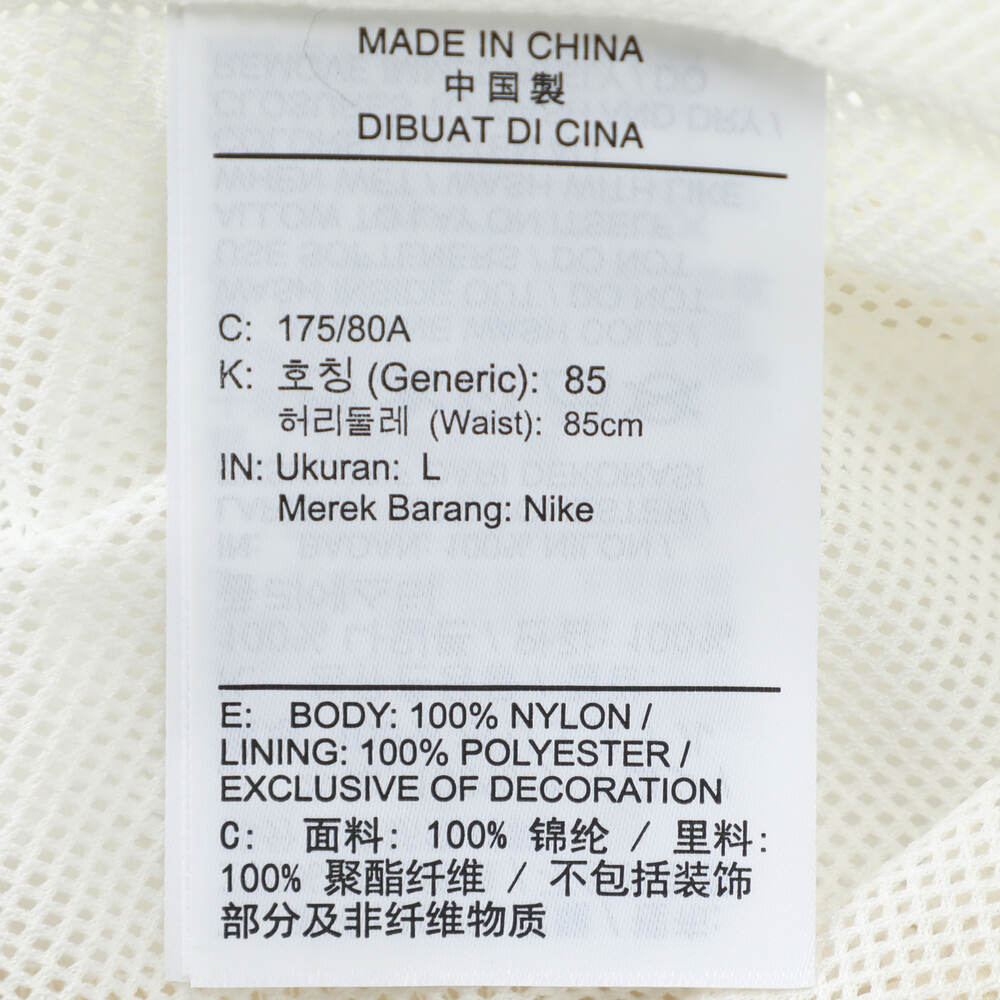 MADE IN CHINA
中国製
DIBUAT DI CINA
C: 175/80A
K: 호칭 (Generic): 85
허리둘레 (Waist): 85cm
IN: Ukuran: L
Merek Barang: Nike
E: BODY: 100% NYLON /
LINING: 100% POLYESTER /
EXCLUSIVE OF DECORATION
C: 面料: 100% 锦纶 / 里料:
100% 聚酯纤维 / 不包括装饰
部分及非纤维物质